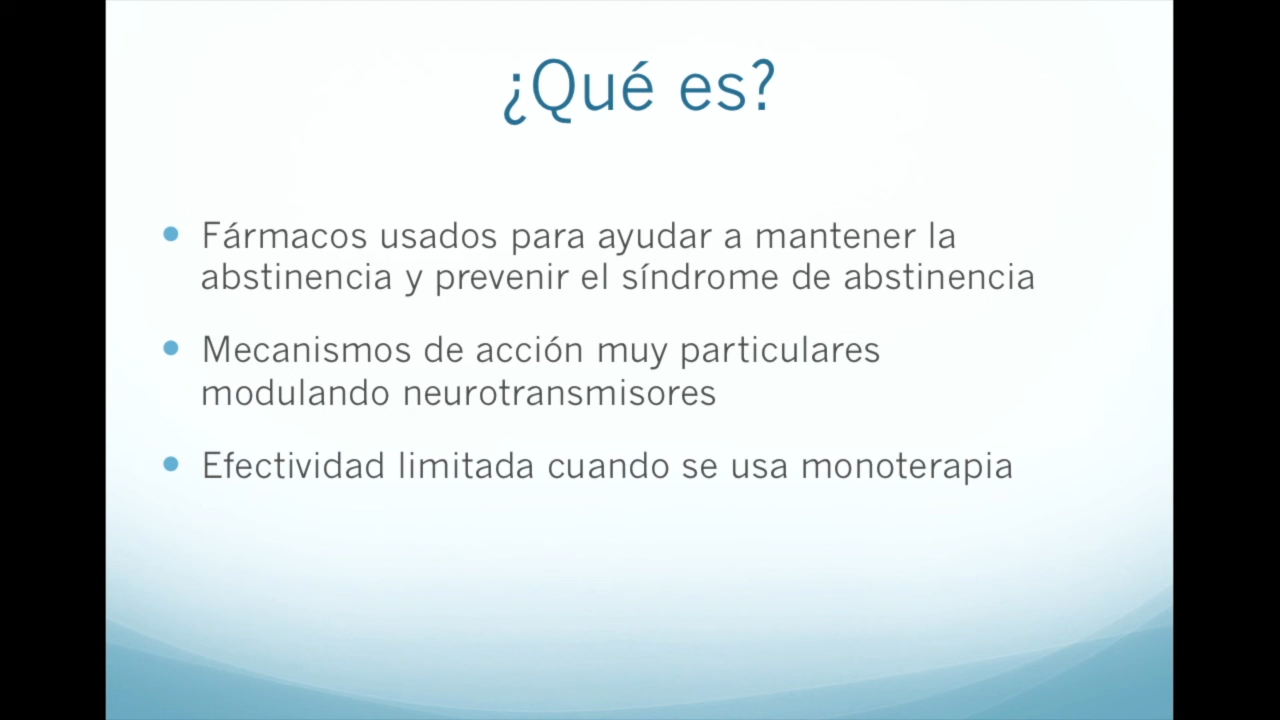 ¿Qué es?
Fármacos usados para ayudar a mantener la
abstinencia y prevenir el síndrome de abstinencia
Mecanismos de acción muy particulares
modulando neurotransmisores
Efectividad limitada cuando se usa monoterapia